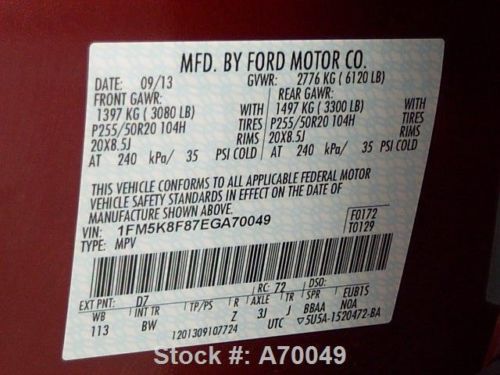 MFD. BY FORD MOTOR CO.
DATE: 09/13 GVWR: 2776 KG ( 6120 LB)
FRONT GAWR: REAR GAWR:
1397 KG ( 3080 LB) WITH 1497 KG ( 3300 LB) WITH
P255/50R20 104H TIRES P255/50R20 104H TIRES
20X8.5J RIMS 20X8.5J RIMS
AT 240 kPa/ 35 PSI COLD AT 240 kPa/ 35 PSI COLD
THIS VEHICLE CONFORMS TO ALL APPLICABLE FEDERAL MOTOR
VEHICLE SAFETY STANDARDS IN EFFECT ON THE DATE OF
MANUFACTURE SHOWN ABOVE.
VIN: 1FM5K8F87EGA70049 F0172
TYPE: MPV T0129
EXT PNT: D7 RC: 72 DSO:
WB INT TR TP/PS R AXLE TR SPR EUB15
113 BW Z 3J J BBAA NOA
1201309107724 UTC 5U5A-1520472-BA
Stock #: A70049